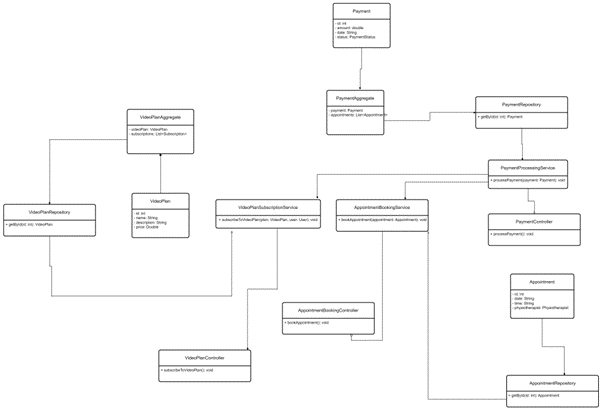 Payment
- id: int
- amount: double
- date: String
- status: PaymentStatus
PaymentAggregate
- payment: Payment
- appointments: List<Appointment>
PaymentRepository
+ getById(id: int): Payment
VideoPlanAggregate
- videoPlan: VideoPlan
- subscriptions: List<Subscription>
PaymentProcessingService
+ processPayment(payment: Payment): void
VideoPlan
- id: int
- name: String
- description: String
- price: Double
VideoPlanRepository
+ getById(id: int): VideoPlan
VideoPlanSubscriptionService
+ subscribeToVideoPlan(plan: VideoPlan, user: User): void
AppointmentBookingService
+ bookAppointment(appointment: Appointment): void
PaymentController
+ processPayment(): void
Appointment
- id: int
- date: String
- time: String
- physiotherapist: Physiotherapist
AppointmentBookingController
+ bookAppointment(): void
VideoPlanController
+ subscribeToVideoPlan(): void
AppointmentRepository
+ getById(id: int): Appointment